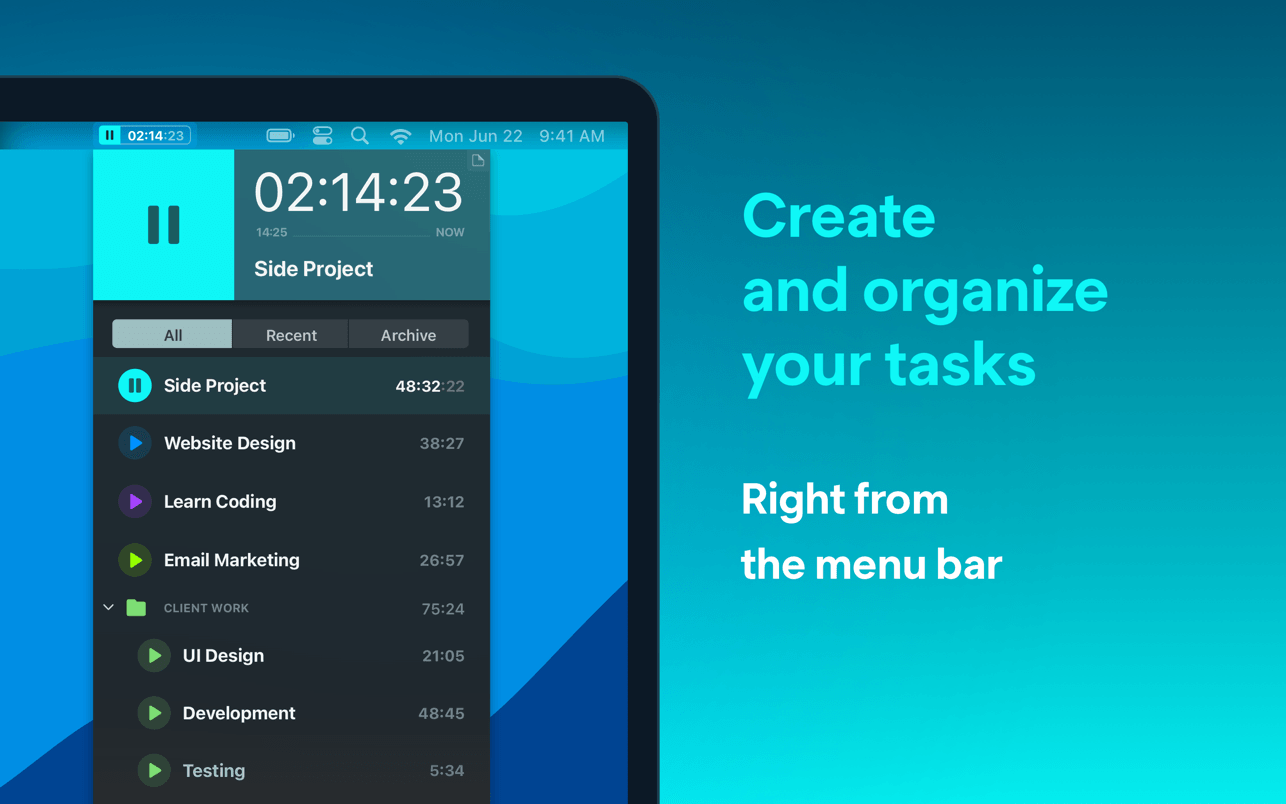 02:14:23
Mon Jun 22 9:41 AM
02:14:23
14:25 NOW
Side Project
All Recent Archive
Side Project 48:32:22
Website Design 38:27
Learn Coding 13:12
Email Marketing 26:57
CLIENT WORK 75:24
UI Design 21:05
Development 48:45
Testing 5:34
Create
and organize
your tasks
Right from
the menu bar